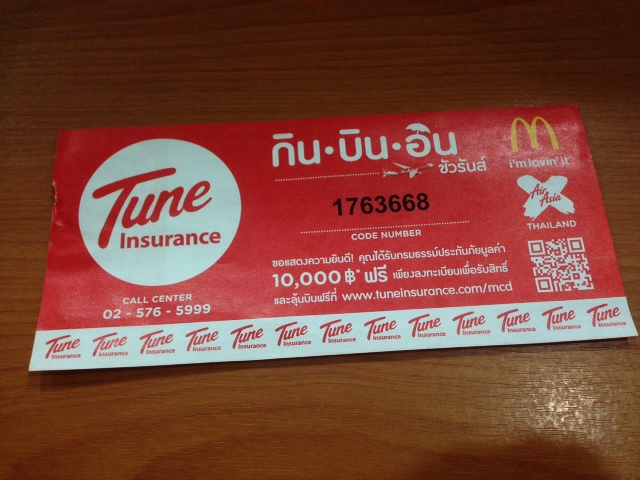 Tune
Insurance
CALL CENTER
02 - 576 - 5999
กิน•บิน•อิน
ชัวรันส์
1763668
CODE NUMBER
ขอแสดงความยินดี! คุณได้รับกรมธรรม์ประกันภัยมูลค่า
10,000฿* ฟรี เพียงลงทะเบียนเพื่อรับสิทธิ์
และลุ้นบินฟรีที่ www.tuneinsurance.com/mcd
i'm lovin' it
Air
Asia
THAILAND
Tune Insurance Tune Insurance Tune Insurance Tune Insurance Tune Insurance Tune Insurance Tune Insurance Tune Insurance Tune Insurance Tune Insurance Tune Insurance Tune Insurance Tune Insurance